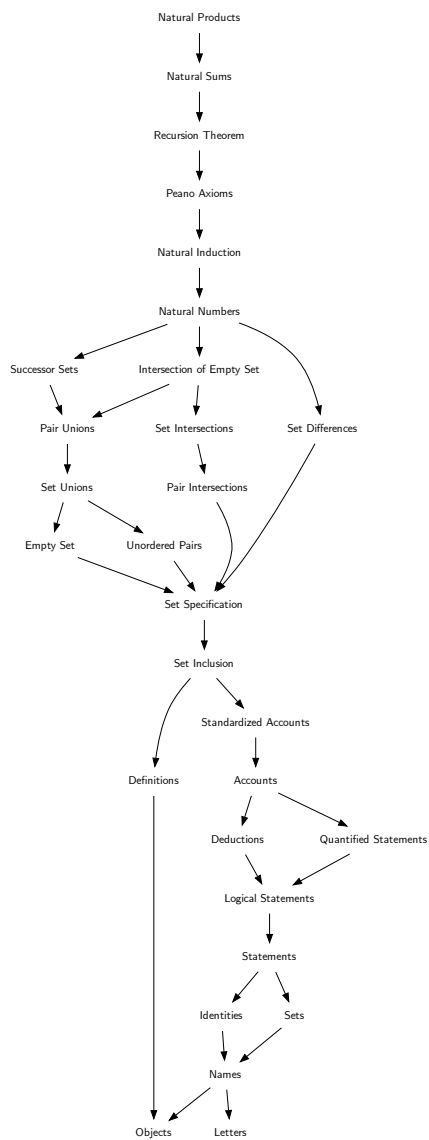 Natural Products
Natural Sums
Recursion Theorem
Peano Axioms
Natural Induction
Natural Numbers
Successor Sets
Intersection of Empty Set
Pair Unions
Set Intersections
Set Differences
Set Unions
Pair Intersections
Empty Set
Unordered Pairs
Set Specification
Set Inclusion
Standardized Accounts
Definitions
Accounts
Deductions
Quantified Statements
Logical Statements
Statements
Identities
Sets
Names
Objects
Letters